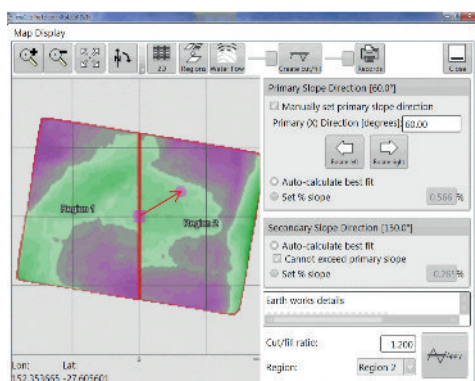 Map Display
2D
Regions
Water flow
Create cut/fill
Records
Close
Primary Slope Direction [60.0°]
Manually set primary slope direction
Primary (X) Direction [degrees]: 60.00
Rotate left
Rotate right
Auto-calculate best fit
Set % slope
0.566 %
Region 1
Region 2
Secondary Slope Direction [150.0°]
Auto-calculate best fit
Cannot exceed primary slope
Set % slope
-0.265 %
Earth works details
Cut/fill ratio: 1.200
Region: Region 2
Lon: Lat:
152.353665 -27.605601